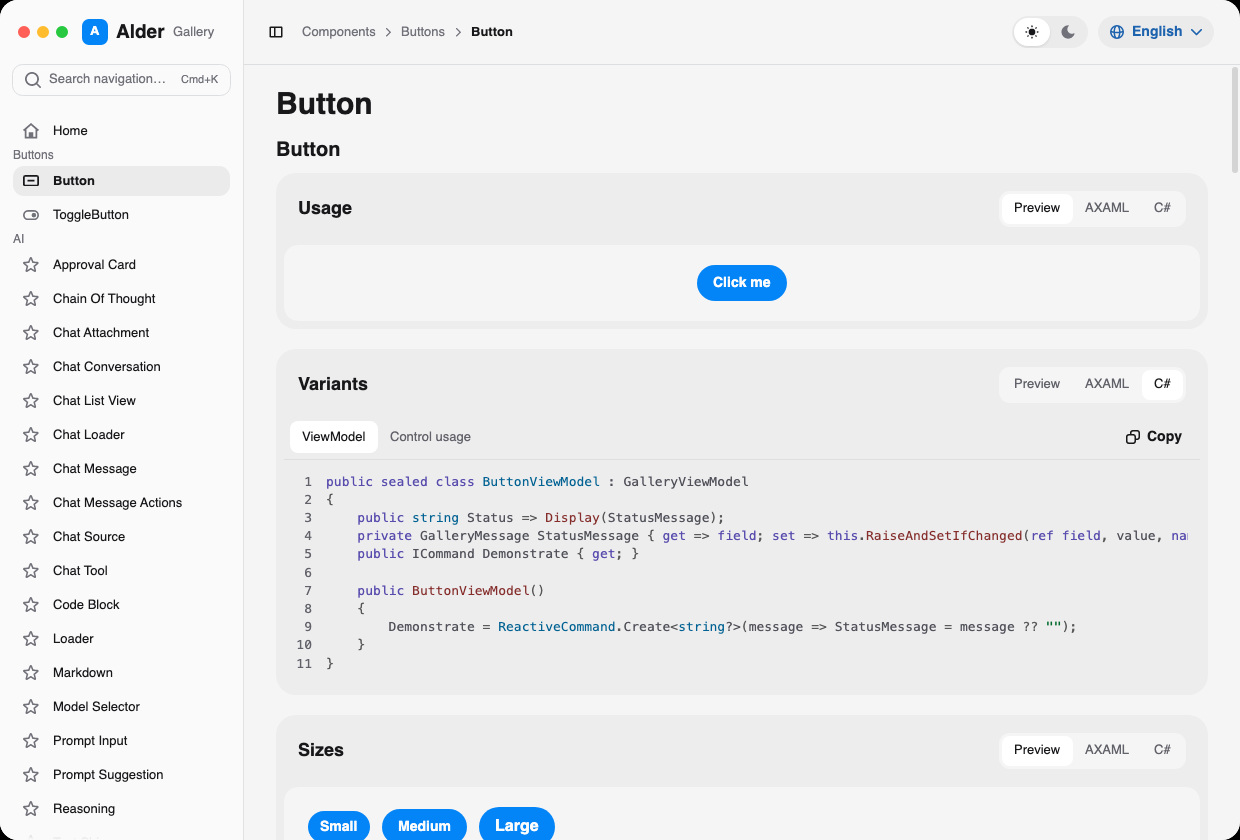 A Alder Gallery
Search navigation... Cmd+K
Home
Buttons
Button
ToggleButton
AI
Approval Card
Chain Of Thought
Chat Attachment
Chat Conversation
Chat List View
Chat Loader
Chat Message
Chat Message Actions
Chat Source
Chat Tool
Code Block
Loader
Markdown
Model Selector
Prompt Input
Prompt Suggestion
Reasoning
Components > Buttons > Button
English
Button
Button
Usage
Preview AXAML C#
Click me
Variants
Preview AXAML C#
ViewModel Control usage
Copy
1 public sealed class ButtonViewModel : GalleryViewModel
2 {
3 public string Status => Display(StatusMessage);
4 private GalleryMessage StatusMessage { get => field; set => this.RaiseAndSetIfChanged(ref field, value,
5 public ICommand Demonstrate { get; }
6
7 public ButtonViewModel()
8 {
9 Demonstrate = ReactiveCommand.Create<string?>(message => StatusMessage = message ?? "");
10 }
11 }
Sizes
Preview AXAML C#
Small Medium Large